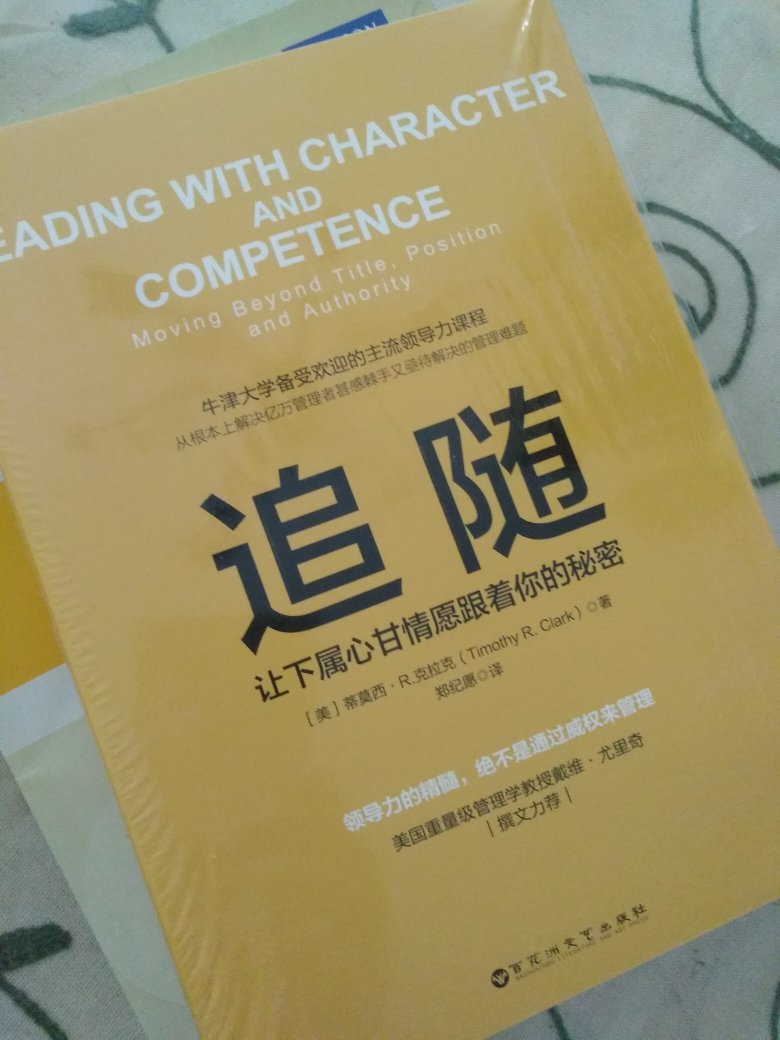 EADING WITH CHARACTER
AND
COMPETENCE
Moving Beyond Title, Position
and Authority
牛津大学备受欢迎的主流领导力课程
从根本上解决亿万管理者甚感棘手又亟待解决的管理难题
追随
让下属心甘情愿跟着你的秘密
[美] 蒂莫西·R.克拉克（Timothy R. Clark）◎著
郑纪愿◎译
领导力的精髓，绝不是通过威权来管理
美国重量级管理学教授戴维·尤里奇
| 撰文力荐 |
百花洲文艺出版社
BAIHUAZHOU LITERATURE AND ART PRESS